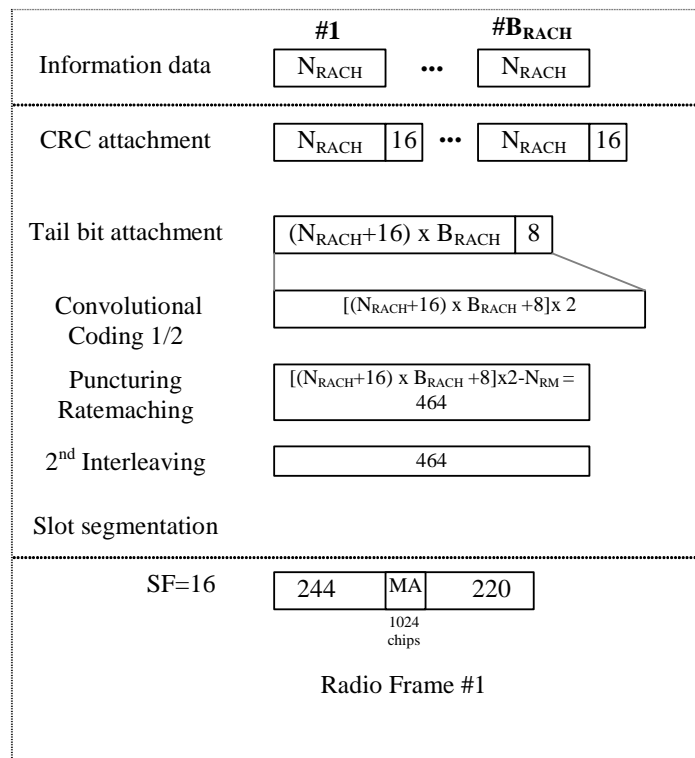 #1 #B_RACH
Information data N_RACH ... N_RACH
CRC attachment N_RACH 16 ... N_RACH 16
Tail bit attachment (N_RACH+16) x B_RACH 8
Convolutional
Coding 1/2
[(N_RACH+16) x B_RACH +8]x 2
Puncturing
Ratemaching
[(N_RACH+16) x B_RACH +8]x2-N_RM =
464
2nd Interleaving 464
Slot segmentation
SF=16 244 MA 220
1024
chips
Radio Frame #1